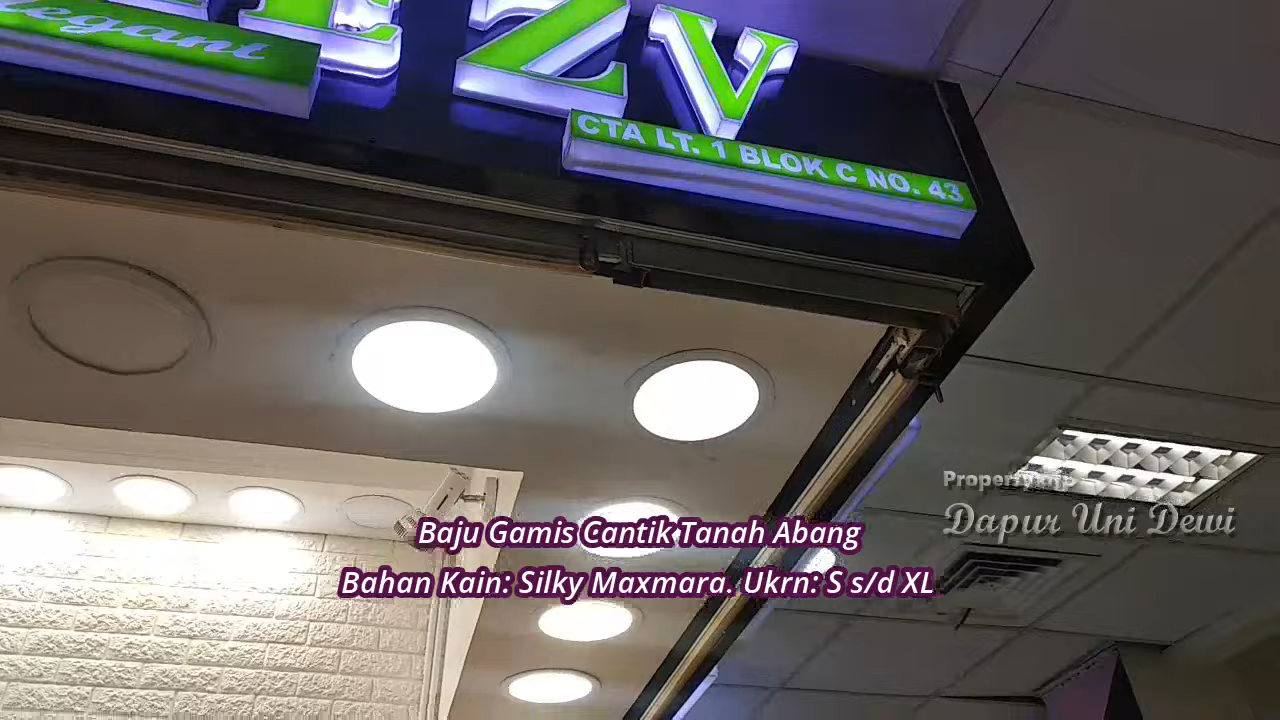 ZV
elegant
CTA LT. 1 BLOK C NO. 43
Dapur Uni Dewi
Baju Gamis Cantik Tanah Abang
Bahan Kain: Silky Maxmara. Ukrn: S s/d XL